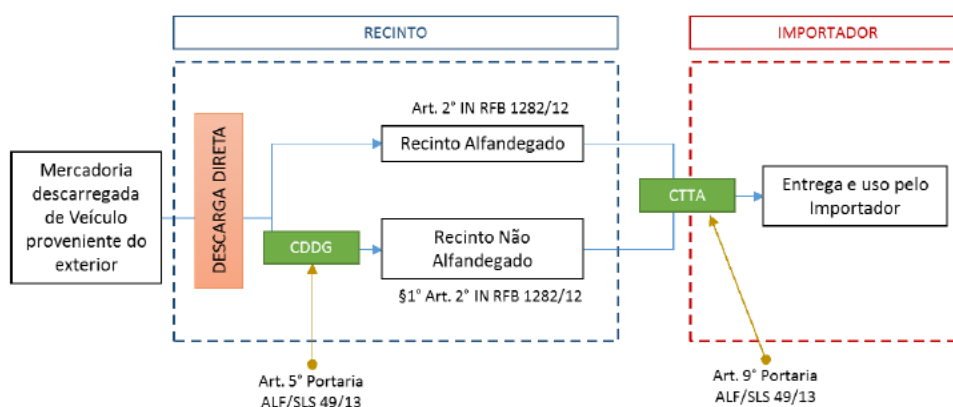 RECINTO
IMPORTADOR
Mercadoria
descarregada
de Veículo
proveniente do
exterior
DESCARGA DIRETA
Art. 2° IN RFB 1282/12
Recinto Alfandegado
CDDG
Recinto Não
Alfandegado
§1° Art. 2° IN RFB 1282/12
CTTA
Entrega e uso pelo
Importador
Art. 5° Portaria
ALF/SLS 49/13
Art. 9° Portaria
ALF/SLS 49/13